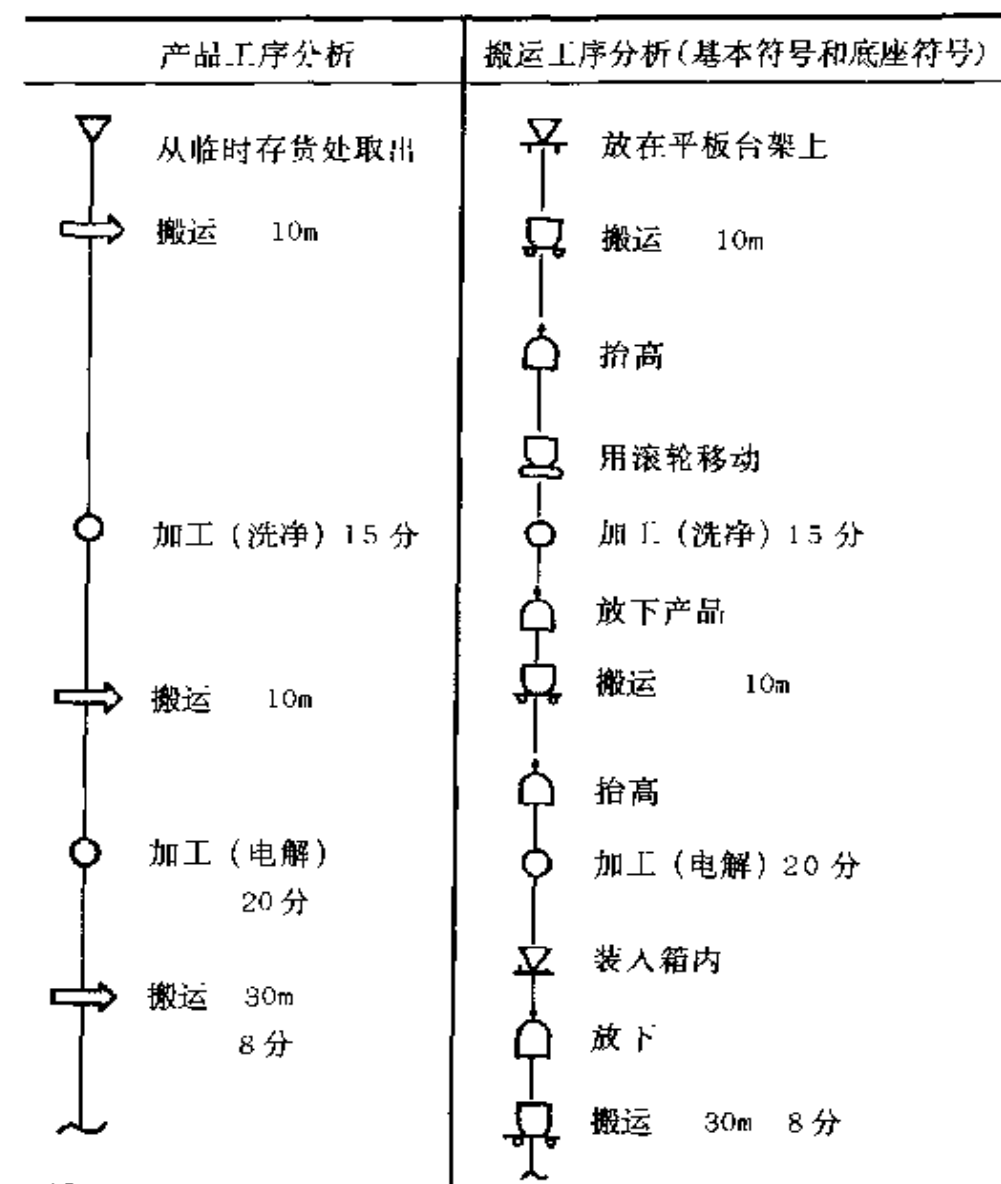 产品工序分析
从临时存货处取出
搬运 10m
加工（洗净）15分
搬运 10m
加工（电解）
20分
搬运 30m
8分
搬运工序分析(基本符号和底座符号)
放在平板台架上
搬运 10m
抬高
用滚轮移动
加工（洗净）15分
放下产品
搬运 10m
抬高
加工（电解）20分
装入箱内
放下
搬运 30m 8分